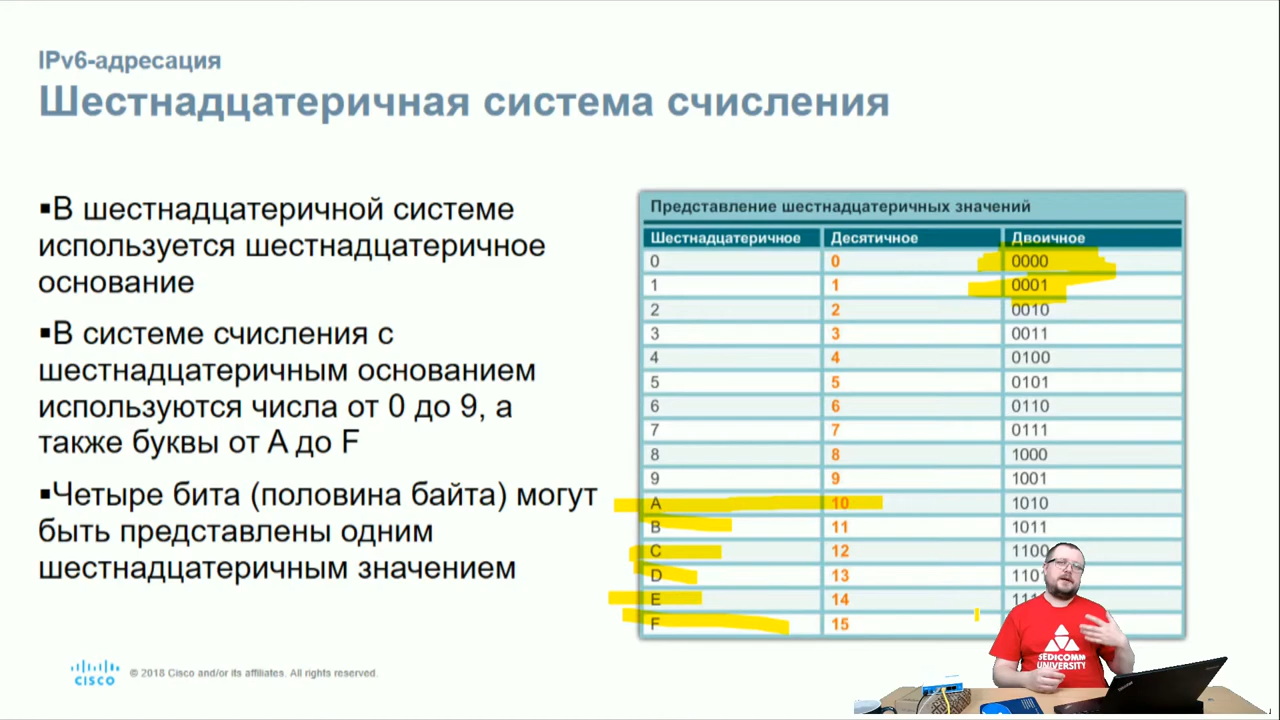 IPv6-адресация
Шестнадцатеричная система счисления
▪В шестнадцатеричной системе
используется шестнадцатеричное
основание
▪В системе счисления с
шестнадцатеричным основанием
используются числа от 0 до 9, а
также буквы от A до F
▪Четыре бита (половина байта) могут
быть представлены одним
шестнадцатеричным значением
Представление шестнадцатеричных значений
Шестнадцатеричное Десятичное Двоичное
0 0 0000
1 1 0001
2 2 0010
3 3 0011
4 4 0100
5 5 0101
6 6 0110
7 7 0111
8 8 1000
9 9 1001
A 10 1010
B 11 1011
C 12 1100
D 13
E 14
F 15
SEDICOMM
UNIVERSITY
CISCO
© 2018 Cisco and/or its affiliates. All rights reserved.